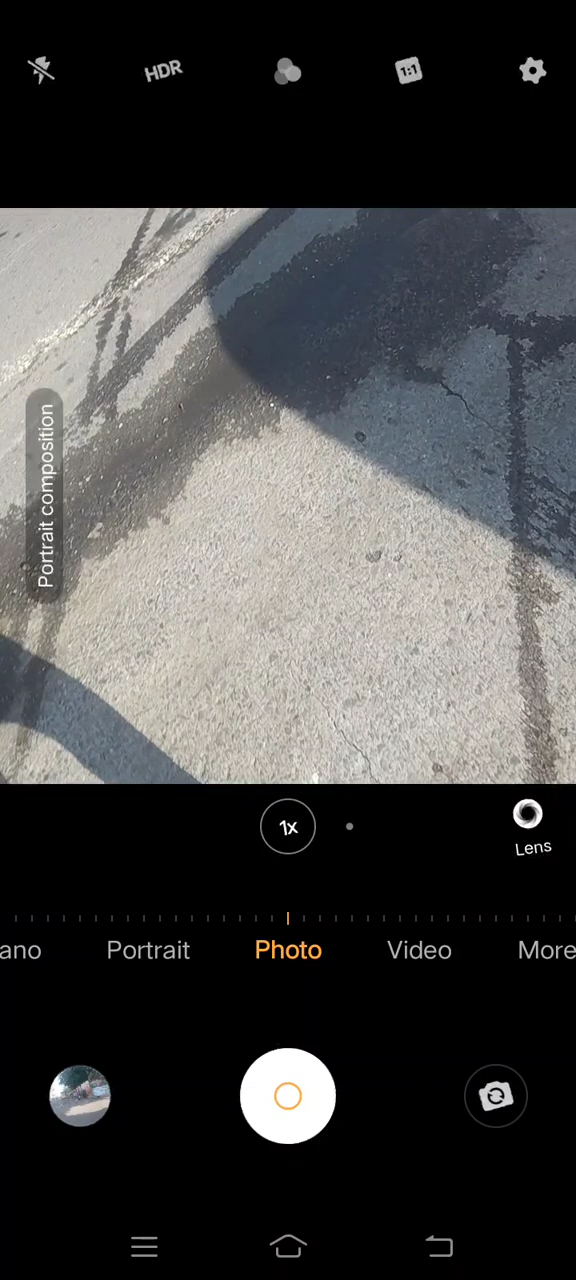 HDR
1:1
Portrait composition
1x
Lens
ano
Portrait
Photo
Video
More